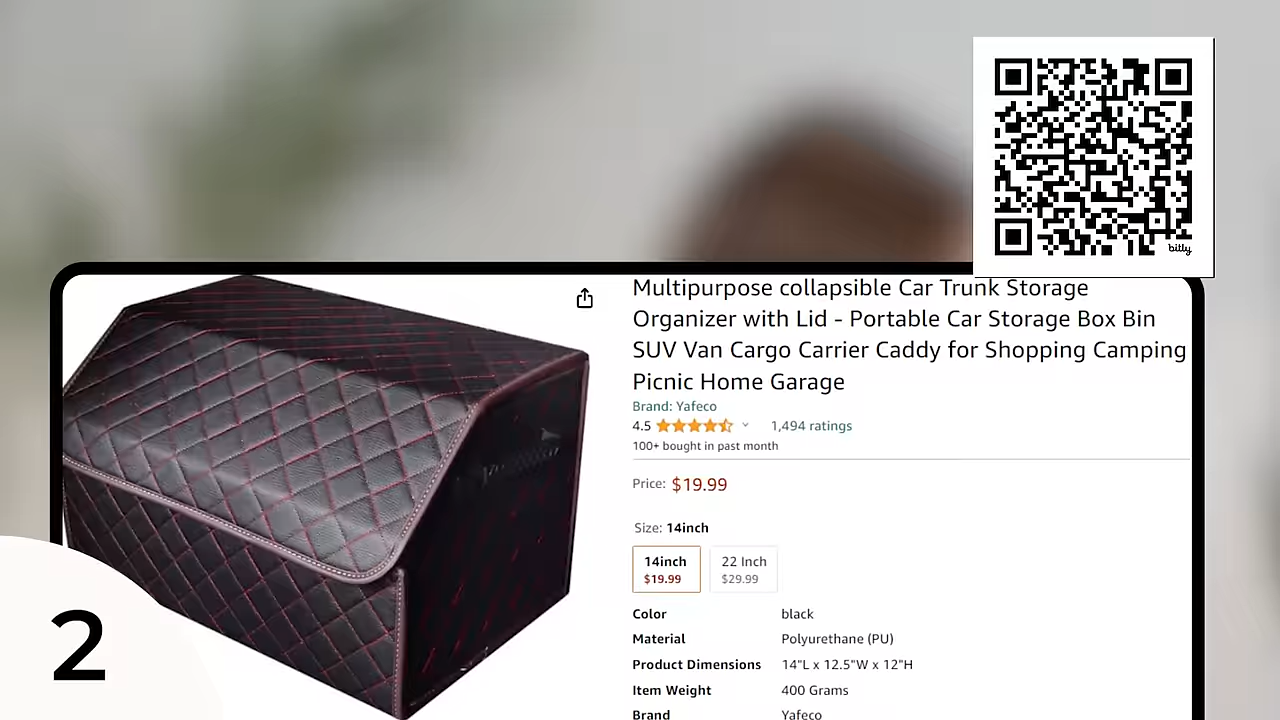 bitly
Multipurpose collapsible Car Trunk Storage
Organizer with Lid - Portable Car Storage Box Bin
SUV Van Cargo Carrier Caddy for Shopping Camping
Picnic Home Garage
Brand: Yafeco
4.5 1,494 ratings
100+ bought in past month
Price: $19.99
Size: 14inch
14inch 22 Inch
$19.99 $29.99
Color black
Material Polyurethane (PU)
Product Dimensions 14"L x 12.5"W x 12"H
Item Weight 400 Grams
Brand Yafeco
2